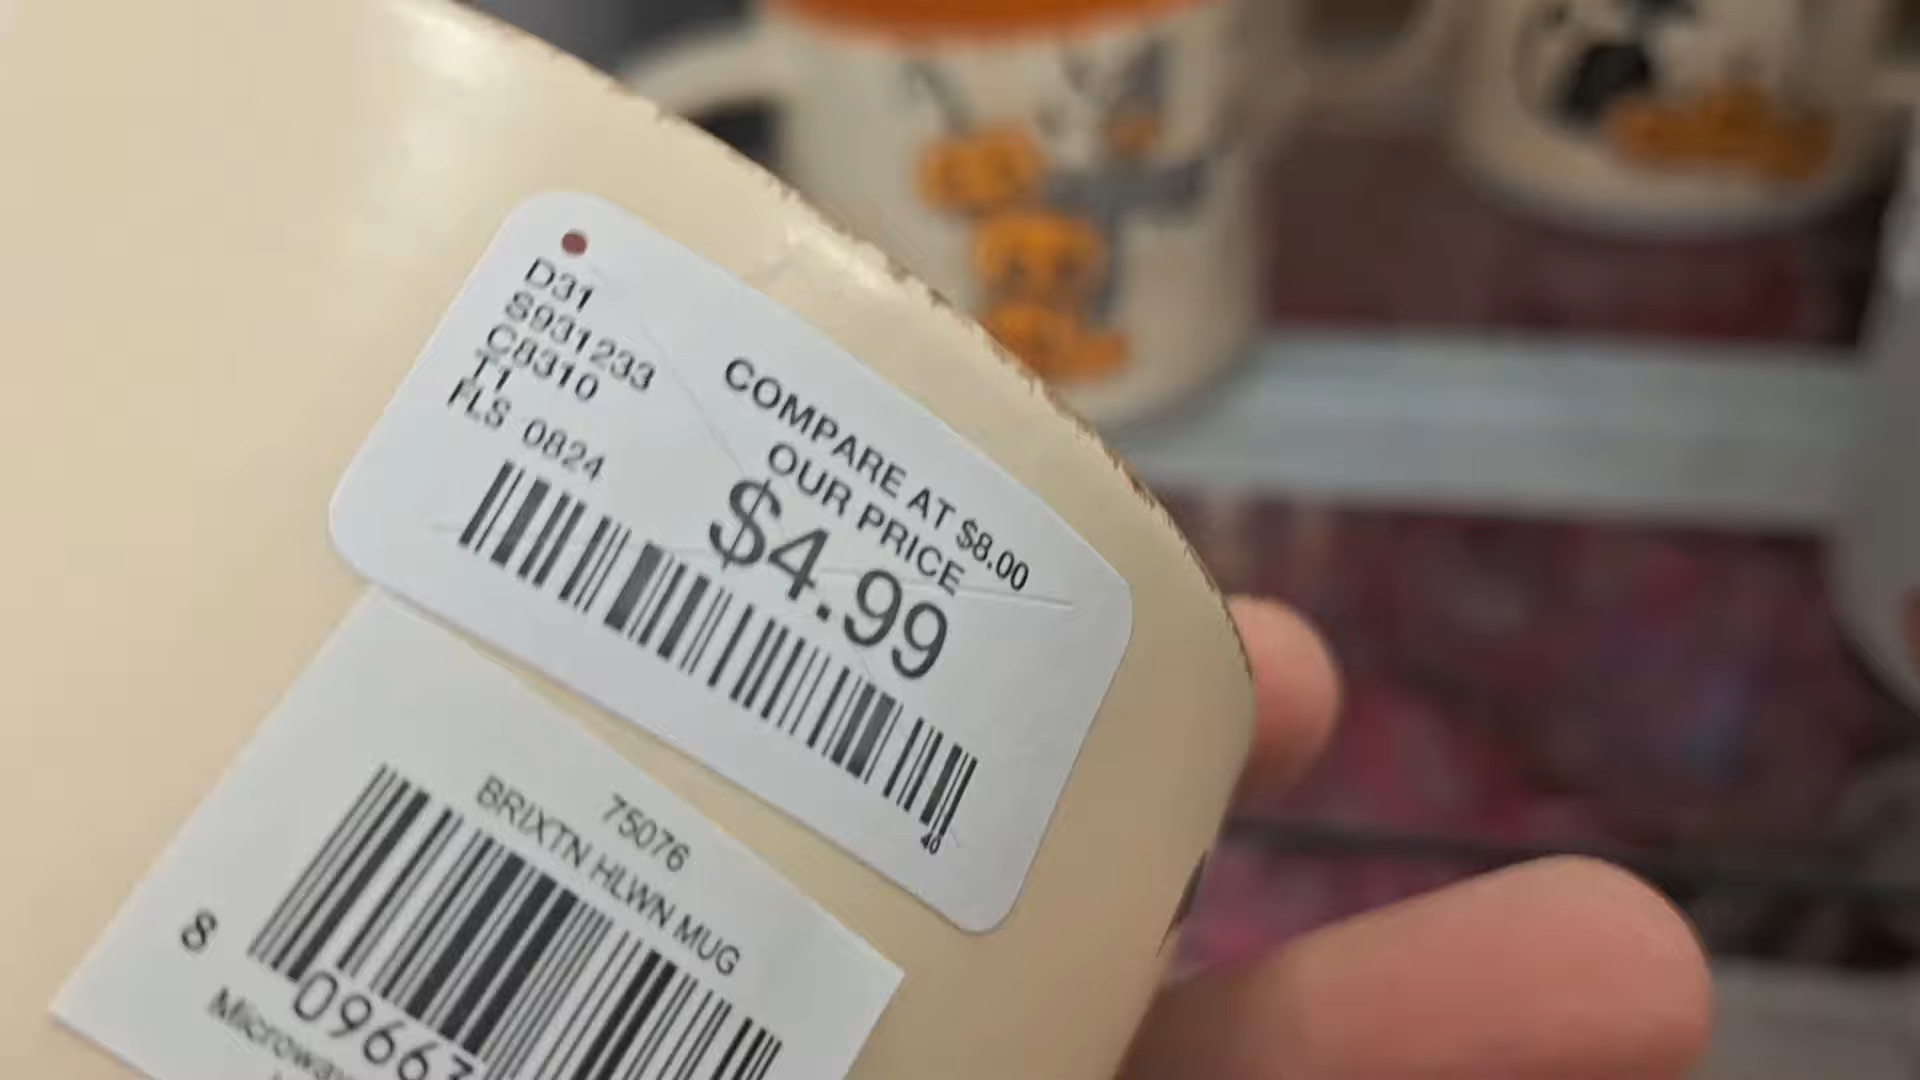 D31
S931233
C8310
T1
FLS 0824
COMPARE AT $8.00
OUR PRICE
$4.99
40
75076
BRIXTN HLWN MUG
8 09663